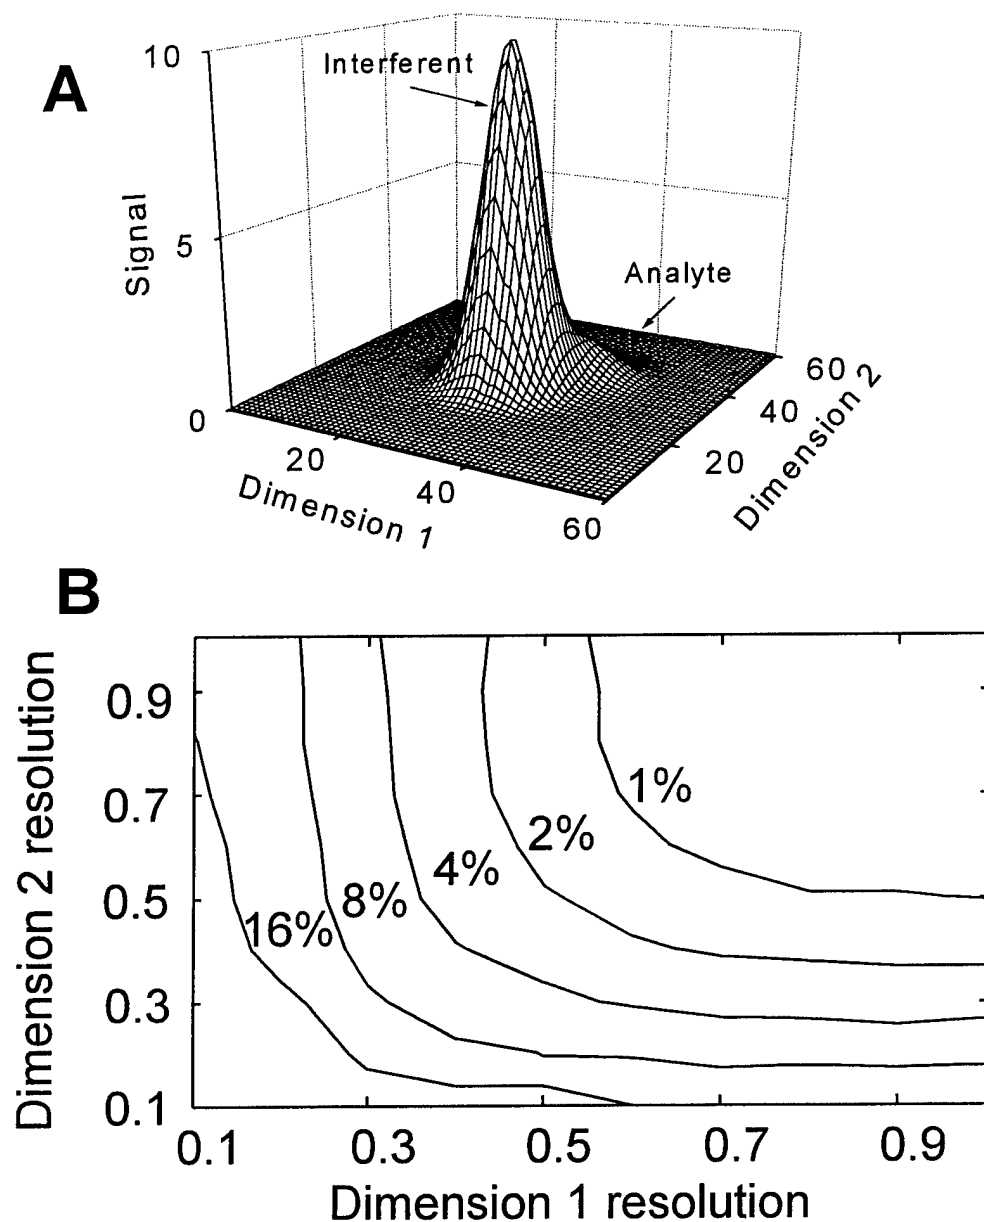 A
Interferent
Analyte
Signal
10
5
0
20
40
60
Dimension 1
20
40
60
Dimension 2
B
Dimension 2 resolution
0.9
0.7
0.5
0.3
0.1
1%
2%
4%
8%
16%
0.1
0.3
0.5
0.7
0.9
Dimension 1 resolution